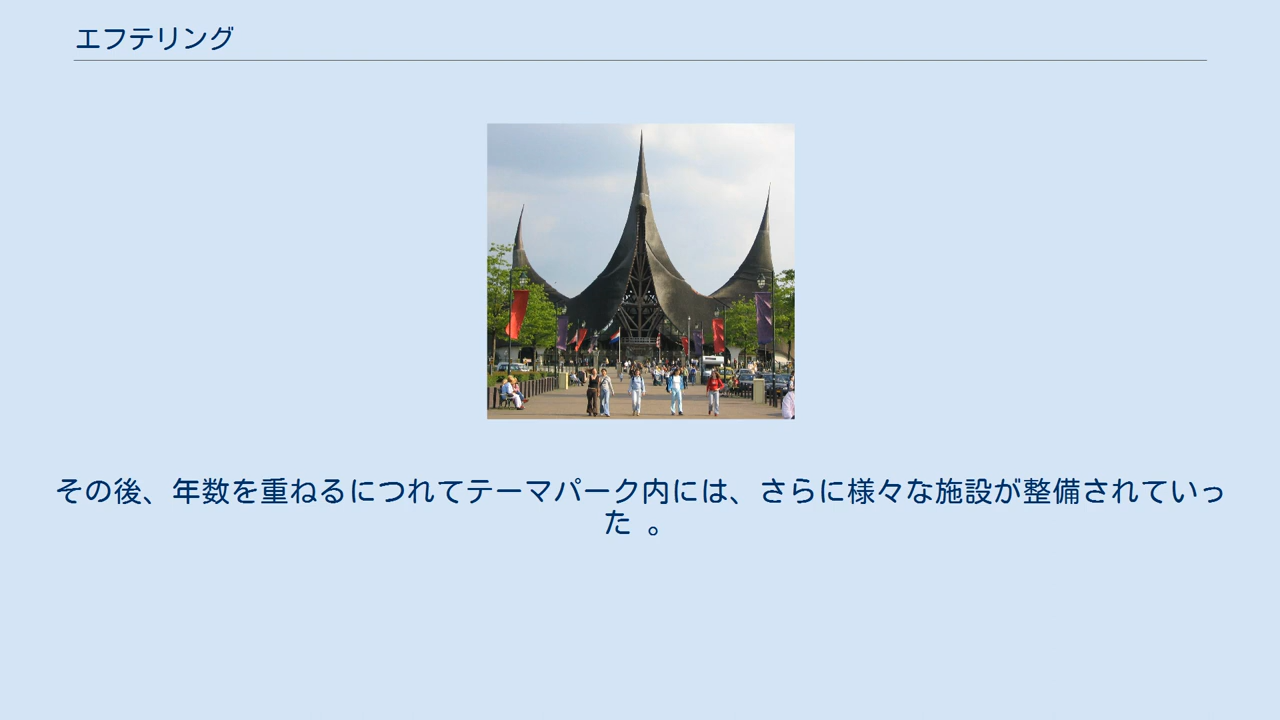 エフテリング
その後、年数を重ねるにつれてテーマパーク内には、さらに様々な施設が整備されていっ
た 。